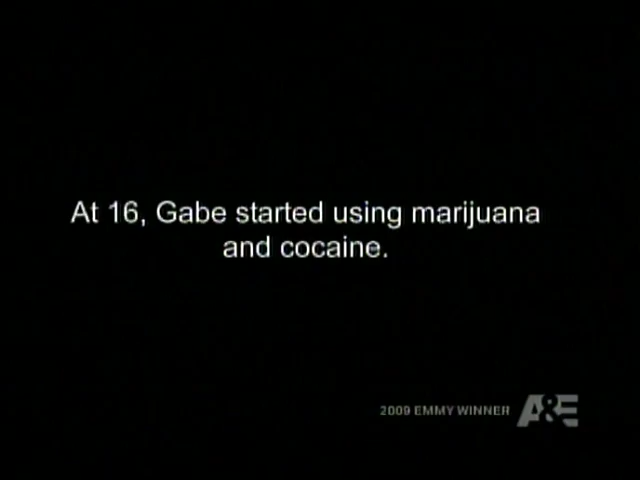 At 16, Gabe started using marijuana
and cocaine.
2009 EMMY WINNER A&E